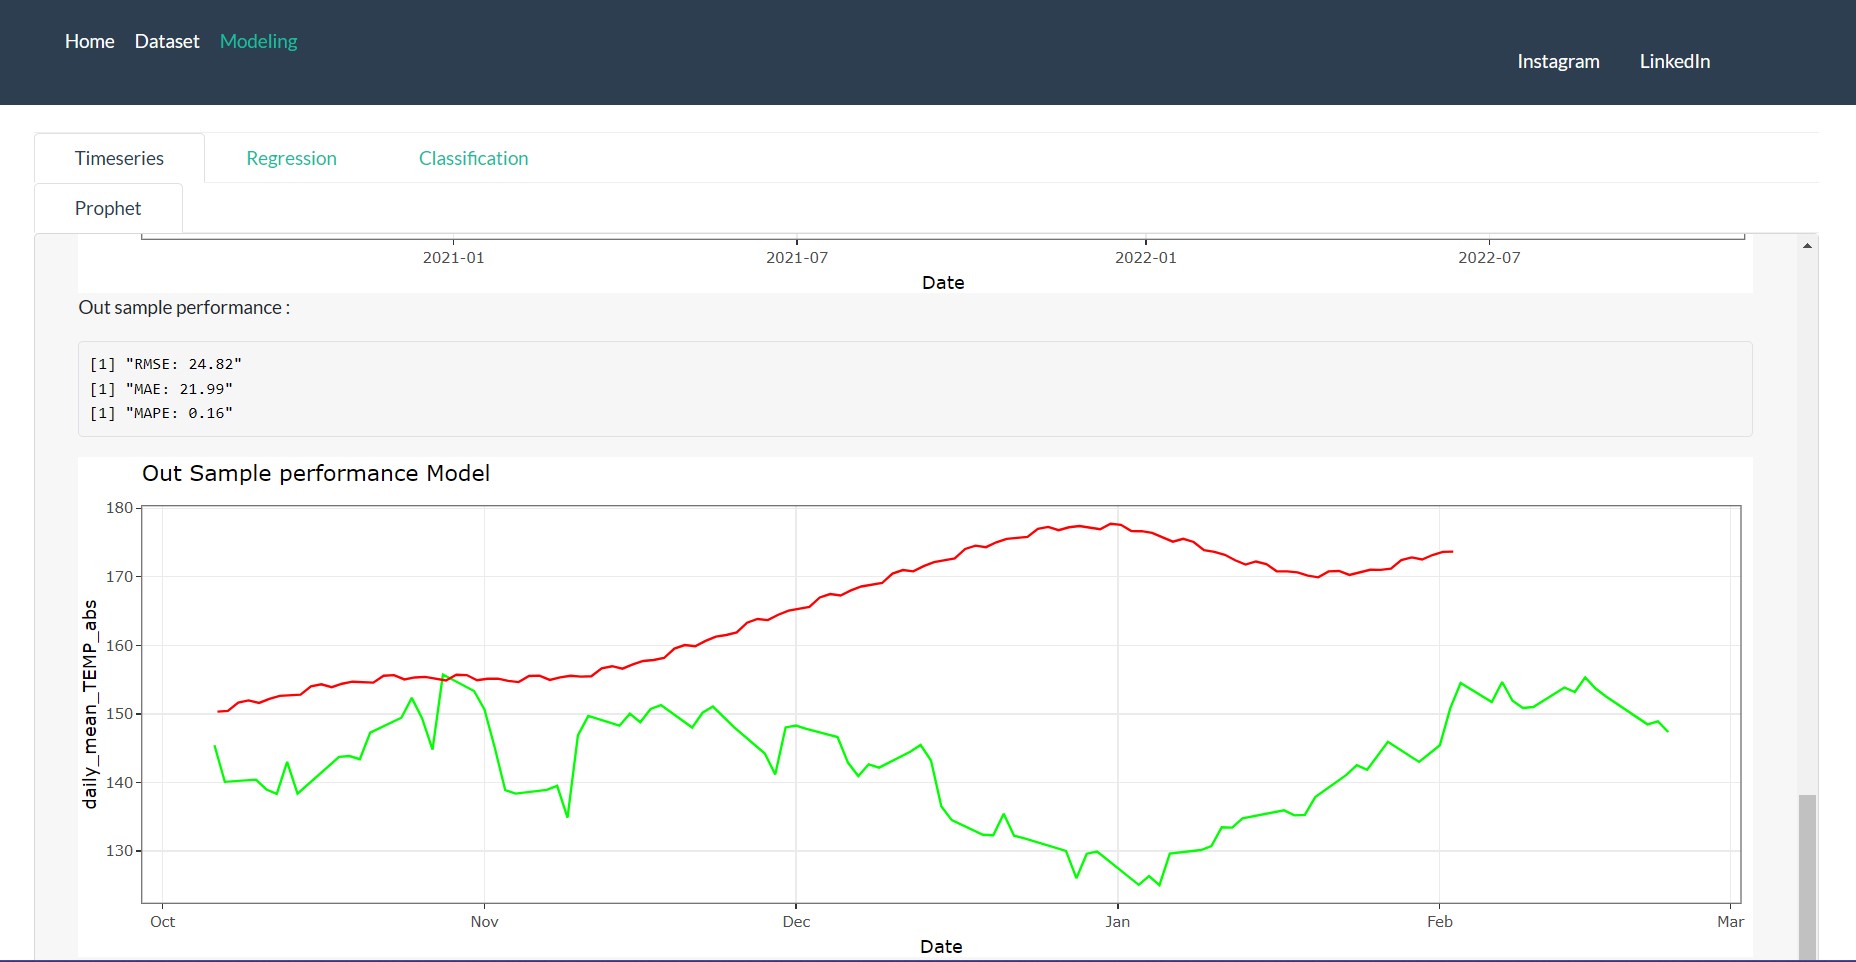 Home Dataset Modeling
Instagram LinkedIn
Timeseries Regression Classification
Prophet
2021-01 2021-07 2022-01 2022-07
Date
Out sample performance :
[1] "RMSE: 24.82"
[1] "MAE: 21.99"
[1] "MAPE: 0.16"
Out Sample performance Model
daily_mean_TEMP_abs
180
170
160
150
140
130
Oct Nov Dec Jan Feb Mar
Date